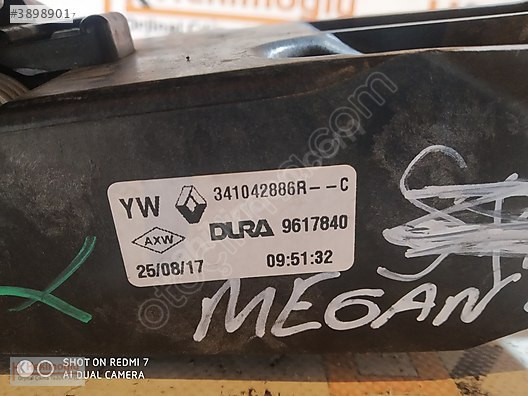 #3898901
YW 341042886R--C
AXW DURA 9617840
25/08/17 09:51:32
MEGAN
SHOT ON REDMI 7
AI DUAL CAMERA